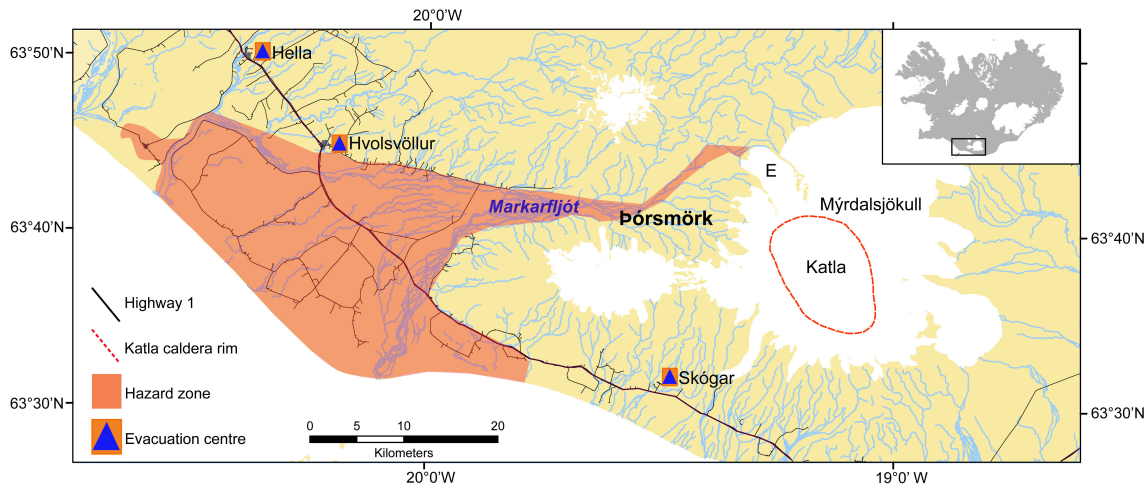 20°0'W
63°50'N
Hella
Hvolsvöllur
E
Markarfljót
Þórsmörk
Mýrdalsjökull
63°40'N
63°40'N
Katla
Highway 1
Katla caldera rim
Hazard zone
Evacuation centre
Skógar
63°30'N
63°30'N
0 5 10 20
Kilometers
20°0'W
19°0' W